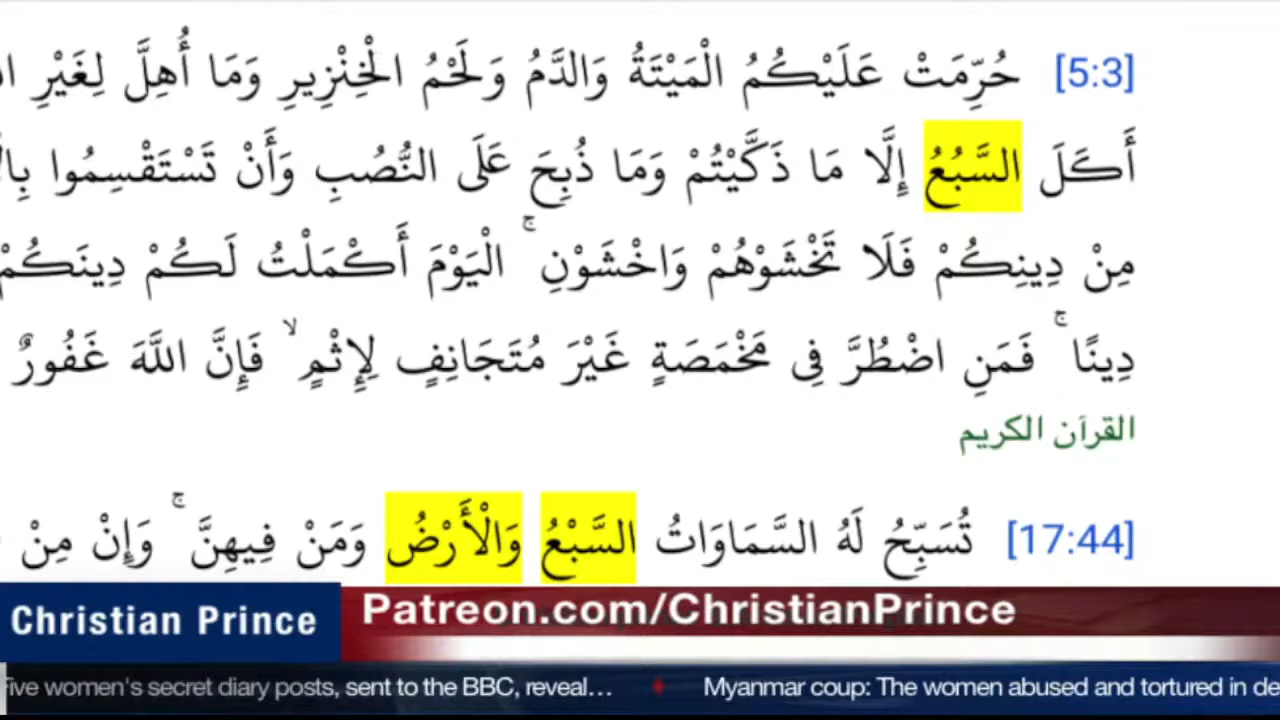 [5:3] حُرِّمَتْ عَلَيْكُمُ الْمَيْتَةُ وَالدَّمُ وَلَحْمُ الْخِنْزِيرِ وَمَا أُهِلَّ لِغَيْرِ
أَكَلَ السَّبُعُ إِلَّا مَا ذَكَّيْتُمْ وَمَا ذُبِحَ عَلَى النُّصُبِ وَأَنْ تَسْتَقْسِمُوا
مِنْ دِينِكُمْ فَلَا تَخْشَوْهُمْ وَاخْشَوْنِ ۚ الْيَوْمَ أَكْمَلْتُ لَكُمْ دِينَكُمْ
دِينًا ۚ فَمَنِ اضْطُرَّ فِي مَخْمَصَةٍ غَيْرَ مُتَجَانِفٍ لِإِثْمٍ ۙ فَإِنَّ اللَّهَ غَفُورٌ
القرآن الكريم
[17:44] تُسَبِّحُ لَهُ السَّمَاوَاتُ السَّبْعُ وَالْأَرْضُ وَمَنْ فِيهِنَّ ۚ وَإِنْ مِنْ
Christian Prince
Patreon.com/ChristianPrince
Five women's secret diary posts, sent to the BBC, reveal... Myanmar coup: The women abused and tortured in de